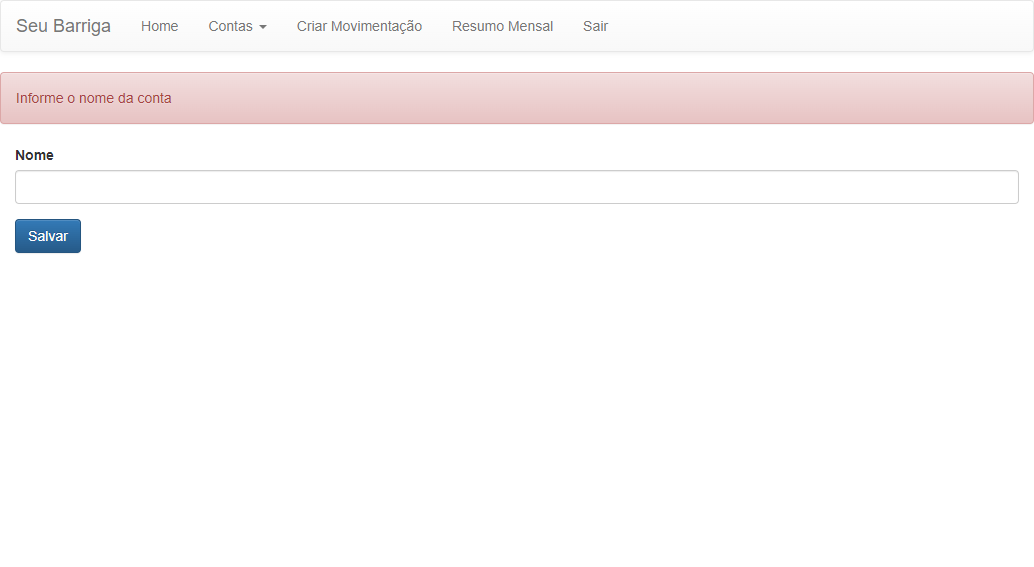 Seu Barriga Home Contas Criar Movimentação Resumo Mensal Sair
Informe o nome da conta
Nome
Salvar